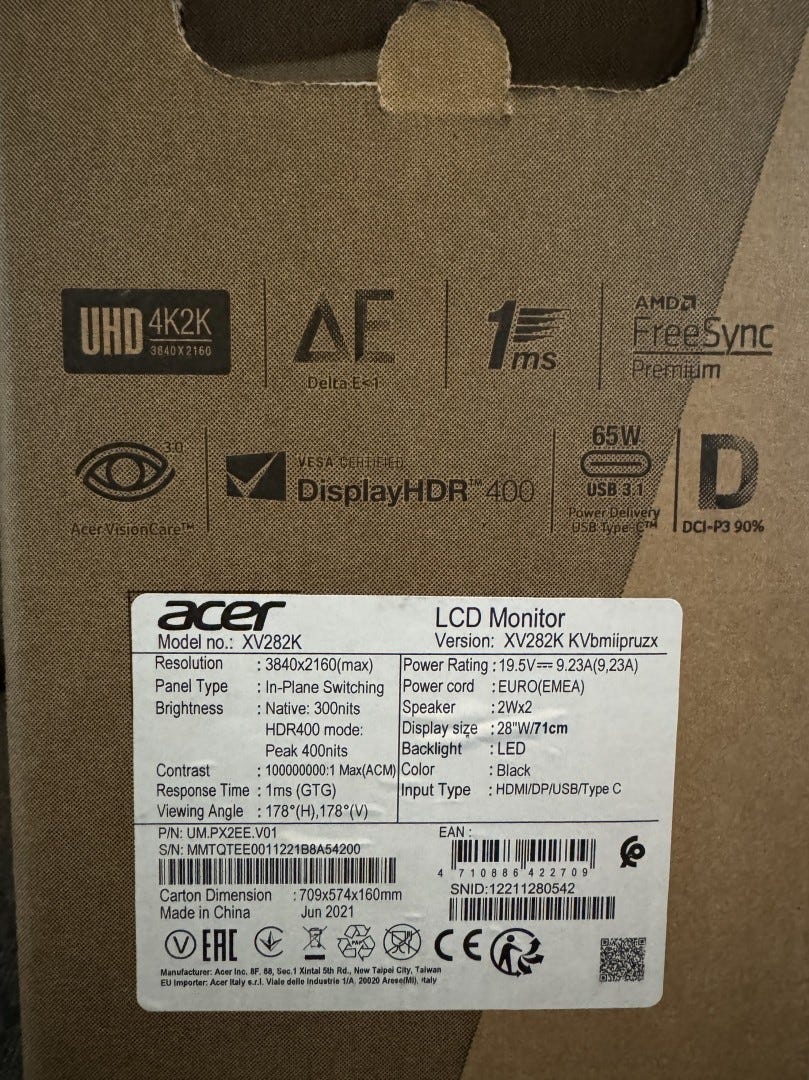 UHD 4K2K
3840X2160
ΔE
Delta E<1
1ms
AMD
FreeSync
Premium
3.0
Acer VisionCare™
VESA CERTIFIED
DisplayHDR™ 400
65W
USB 3.1
Power Delivery
USB Type-C™
D
DCI-P3 90%
acer
LCD Monitor
Model no.: XV282K
Version: XV282K KVbmiipruzx
Resolution : 3840x2160(max)
Panel Type : In-Plane Switching
Brightness : Native: 300nits
HDR400 mode:
Peak 400nits
Contrast : 100000000:1 Max(ACM)
Response Time : 1ms (GTG)
Viewing Angle : 178°(H),178°(V)
Power Rating : 19.5V⎓ 9.23A(9,23A)
Power cord : EURO(EMEA)
Speaker : 2Wx2
Display size : 28"W/71cm
Backlight : LED
Color : Black
Input Type : HDMI/DP/USB/Type C
P/N: UM.PX2EE.V01
S/N: MMTQTEE0011221B8A54200
Carton Dimension : 709x574x160mm
Made in China Jun 2021
EAN :
4 710886 422709
SNID:12211280542
V EAC PAP CE
Manufacturer: Acer Inc. 8F, 88, Sec.1 Xintai 5th Rd., New Taipei City, Taiwan
EU Importer: Acer Italy s.r.l. Viale delle Industrie 1/A, 20020 Arese(MI), Italy